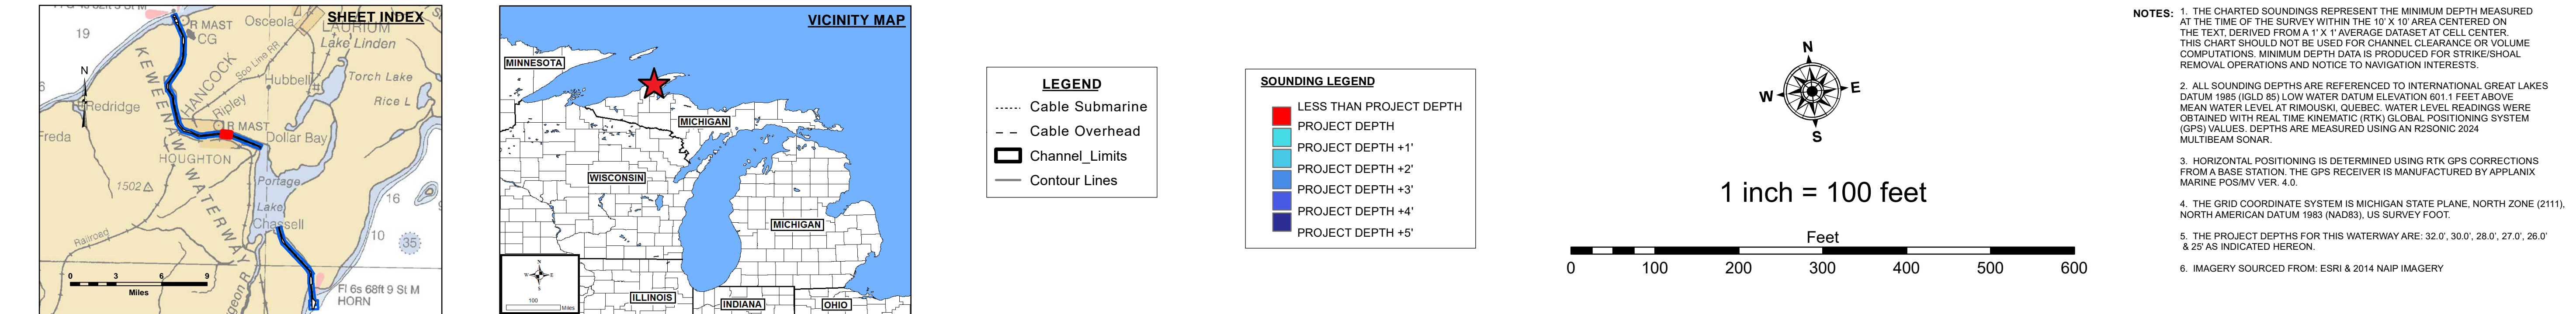 SHEET INDEX
R MAST
CG
Osceola
LAURIUM
Lake Linden
19
N
KEWEENAW WATERWAY
HANCOCK
Soo Line RR
Hubbell
Torch Lake
Rice L
6
Redridge
Ripley
Freda
R MAST
Dollar Bay
HOUGHTON
1502
Portage
Lake
Chassell
16
Railroad
10
35
0 3 6 9
Miles
Fl 6s 68ft 9 St M
HORN
VICINITY MAP
MINNESOTA
MICHIGAN
WISCONSIN
MICHIGAN
N
W E
S
100
Miles
ILLINOIS
INDIANA
OHIO
LEGEND
Cable Submarine
Cable Overhead
Channel_Limits
Contour Lines
SOUNDING LEGEND
LESS THAN PROJECT DEPTH
PROJECT DEPTH
PROJECT DEPTH +1'
PROJECT DEPTH +2'
PROJECT DEPTH +3'
PROJECT DEPTH +4'
PROJECT DEPTH +5'
N
W E
S
1 inch = 100 feet
Feet
0 100 200 300 400 500 600
NOTES: 1. THE CHARTED SOUNDINGS REPRESENT THE MINIMUM DEPTH MEASURED
AT THE TIME OF THE SURVEY WITHIN THE 10' X 10' AREA CENTERED ON
THE TEXT, DERIVED FROM A 1' X 1' AVERAGE DATASET AT CELL CENTER.
THIS CHART SHOULD NOT BE USED FOR CHANNEL CLEARANCE OR VOLUME
COMPUTATIONS. MINIMUM DEPTH DATA IS PRODUCED FOR STRIKE/SHOAL
REMOVAL OPERATIONS AND NOTICE TO NAVIGATION INTERESTS.
2. ALL SOUNDING DEPTHS ARE REFERENCED TO INTERNATIONAL GREAT LAKES
DATUM 1985 (IGLD 85) LOW WATER DATUM ELEVATION 601.1 FEET ABOVE
MEAN WATER LEVEL AT RIMOUSKI, QUEBEC. WATER LEVEL READINGS WERE
OBTAINED WITH REAL TIME KINEMATIC (RTK) GLOBAL POSITIONING SYSTEM
(GPS) VALUES. DEPTHS ARE MEASURED USING AN R2SONIC 2024
MULTIBEAM SONAR.
3. HORIZONTAL POSITIONING IS DETERMINED USING RTK GPS CORRECTIONS
FROM A BASE STATION. THE GPS RECEIVER IS MANUFACTURED BY APPLANIX
MARINE POS/MV VER. 4.0.
4. THE GRID COORDINATE SYSTEM IS MICHIGAN STATE PLANE, NORTH ZONE (2111),
NORTH AMERICAN DATUM 1983 (NAD83), US SURVEY FOOT.
5. THE PROJECT DEPTHS FOR THIS WATERWAY ARE: 32.0', 30.0', 28.0', 27.0', 26.0'
& 25' AS INDICATED HEREON.
6. IMAGERY SOURCED FROM: ESRI & 2014 NAIP IMAGERY